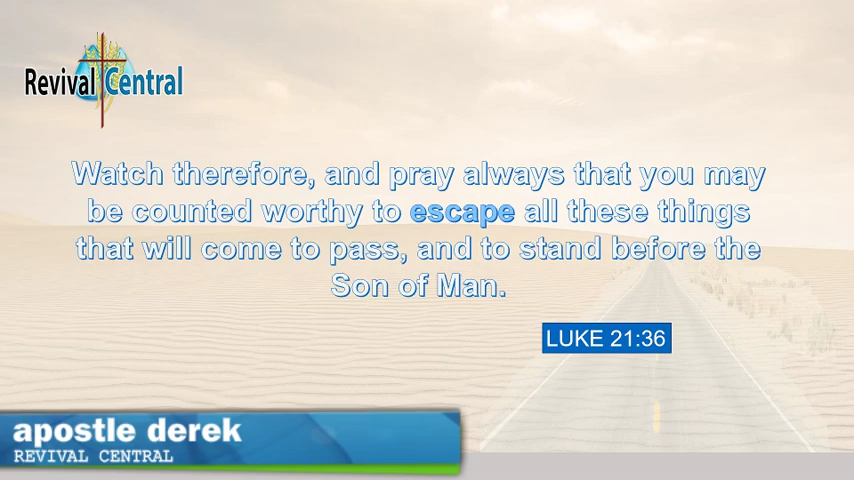 Revival Central
Watch therefore, and pray always that you may
be counted worthy to escape all these things
that will come to pass, and to stand before the
Son of Man.
LUKE 21:36
apostle derek
REVIVAL CENTRAL